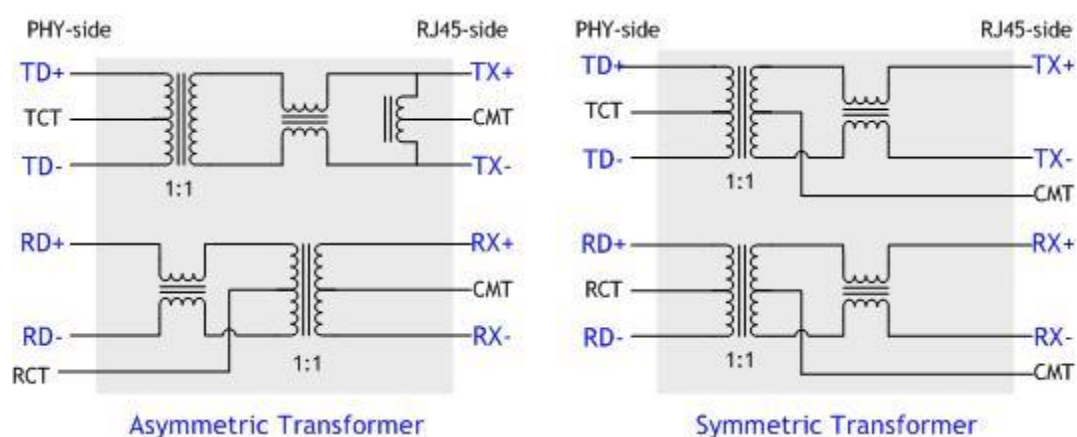 PHY-side RJ45-side
TD+ TX+
TCT CMT
TD- TX-
1:1
RD+ RX+
CMT
RD- RX-
RCT 1:1
Asymmetric Transformer
PHY-side RJ45-side
TD+ TX+
TCT
TD- TX-
1:1 CMT
RD+ RX+
RCT
RD- RX-
1:1 CMT
Symmetric Transformer